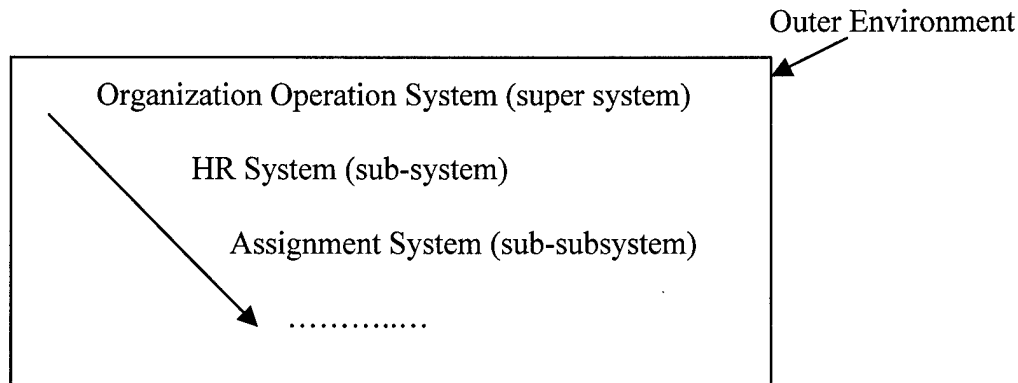 Outer Environment
Organization Operation System (super system)
HR System (sub-system)
Assignment System (sub-subsystem)
..............